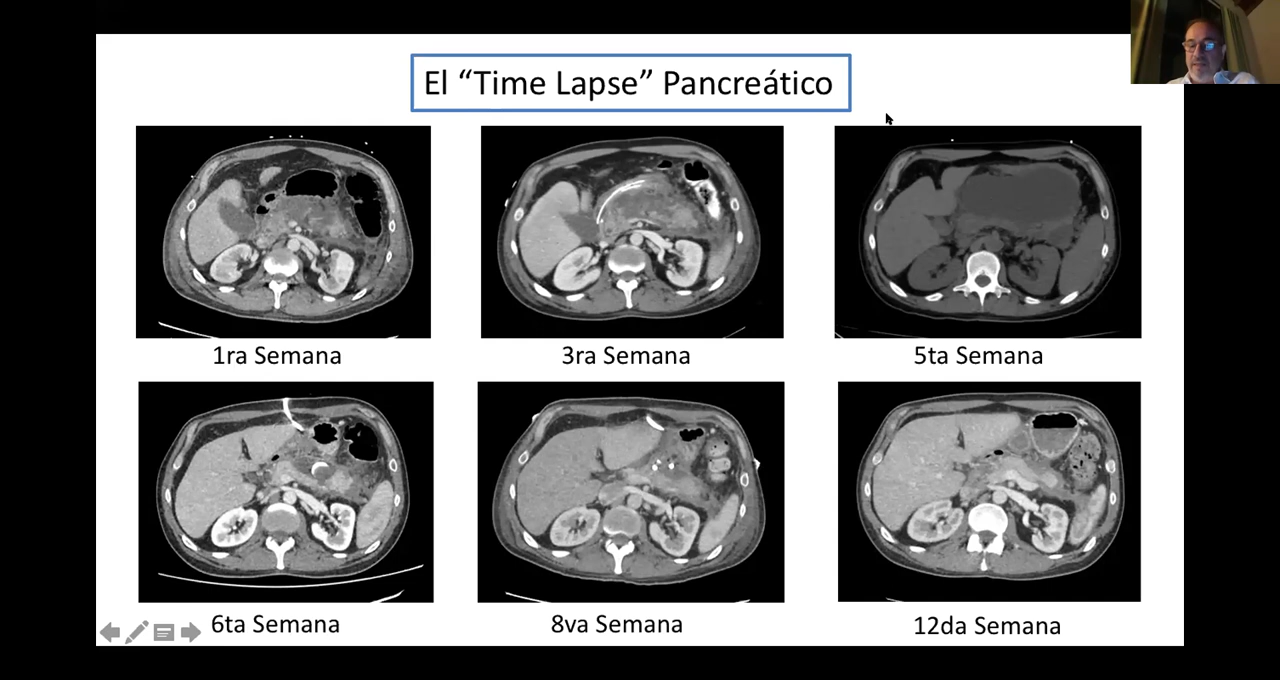 El “Time Lapse” Pancreático
1ra Semana
3ra Semana
5ta Semana
6ta Semana
8va Semana
12da Semana